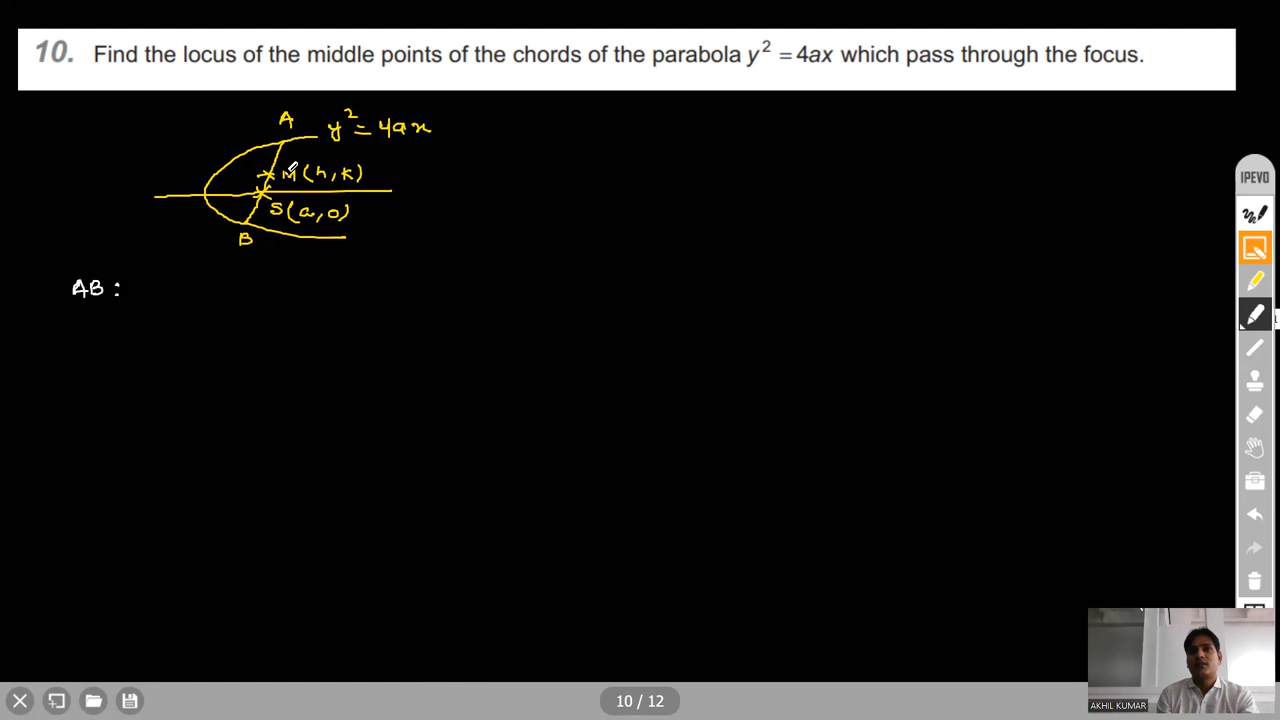 10. Find the locus of the middle points of the chords of the parabola y² = 4ax which pass through the focus.
A
y² = 4ax
M(h, k)
S(a, 0)
B
AB :
IPEVO
10 / 12
AKHIL KUMAR